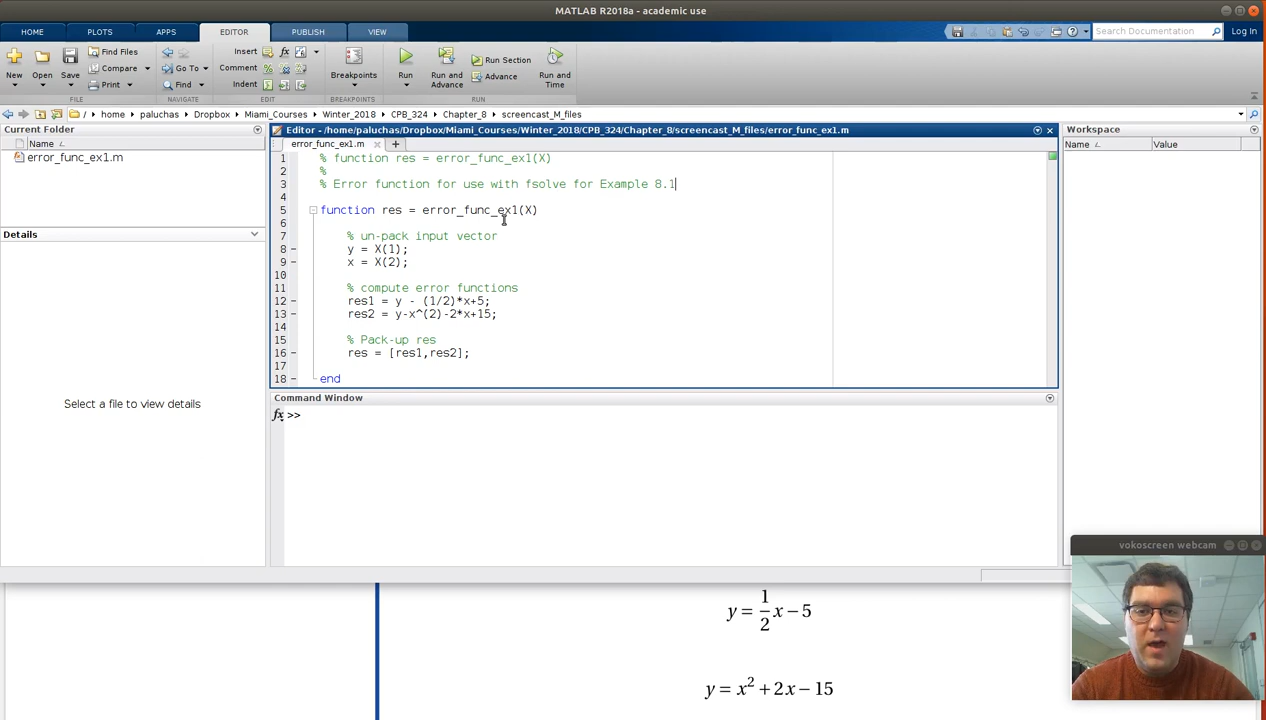 MATLAB R2018a - academic use
HOME PLOTS APPS EDITOR PUBLISH VIEW
Search Documentation Log In
New Open Save Find Files Compare Print
Go To Find
Insert Comment Indent fx
Breakpoints
Run Run and Advance Run Section Advance Run and Time
FILE NAVIGATE EDIT BREAKPOINTS RUN
/ home paluchas Dropbox Miami_Courses Winter_2018 CPB_324 Chapter_8 screencast_M_files
Current Folder
Name
error_func_ex1.m
Details
Select a file to view details
Editor - /home/paluchas/Dropbox/Miami_Courses/Winter_2018/CPB_324/Chapter_8/screencast_M_files/error_func_ex1.m
error_func_ex1.m
1 % function res = error_func_ex1(X)
2 %
3 % Error function for use with fsolve for Example 8.1
4
5 function res = error_func_ex1(X)
6
7 % un-pack input vector
8 y = X(1);
9 x = X(2);
10
11 % compute error functions
12 res1 = y - (1/2)*x+5;
13 res2 = y-x^(2)-2*x+15;
14
15 % Pack-up res
16 res = [res1,res2];
17
18 end
Command Window
fx >>
Workspace
Name Value
vokoscreen webcam
y = 1/2 x − 5
y = x² + 2x − 15